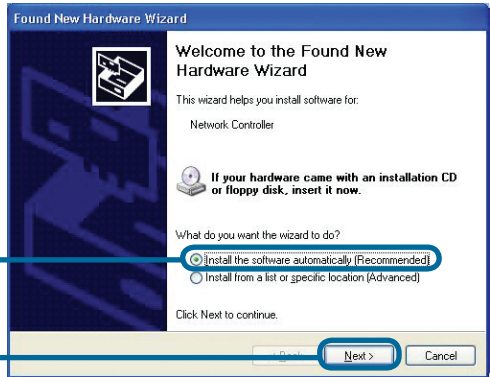 Found New Hardware Wizard
Welcome to the Found New
Hardware Wizard
This wizard helps you install software for:
Network Controller
If your hardware came with an installation CD
or floppy disk, insert it now.
What do you want the wizard to do?
Install the software automatically (Recommended)
Install from a list or specific location (Advanced)
Click Next to continue.
< Back
Next >
Cancel